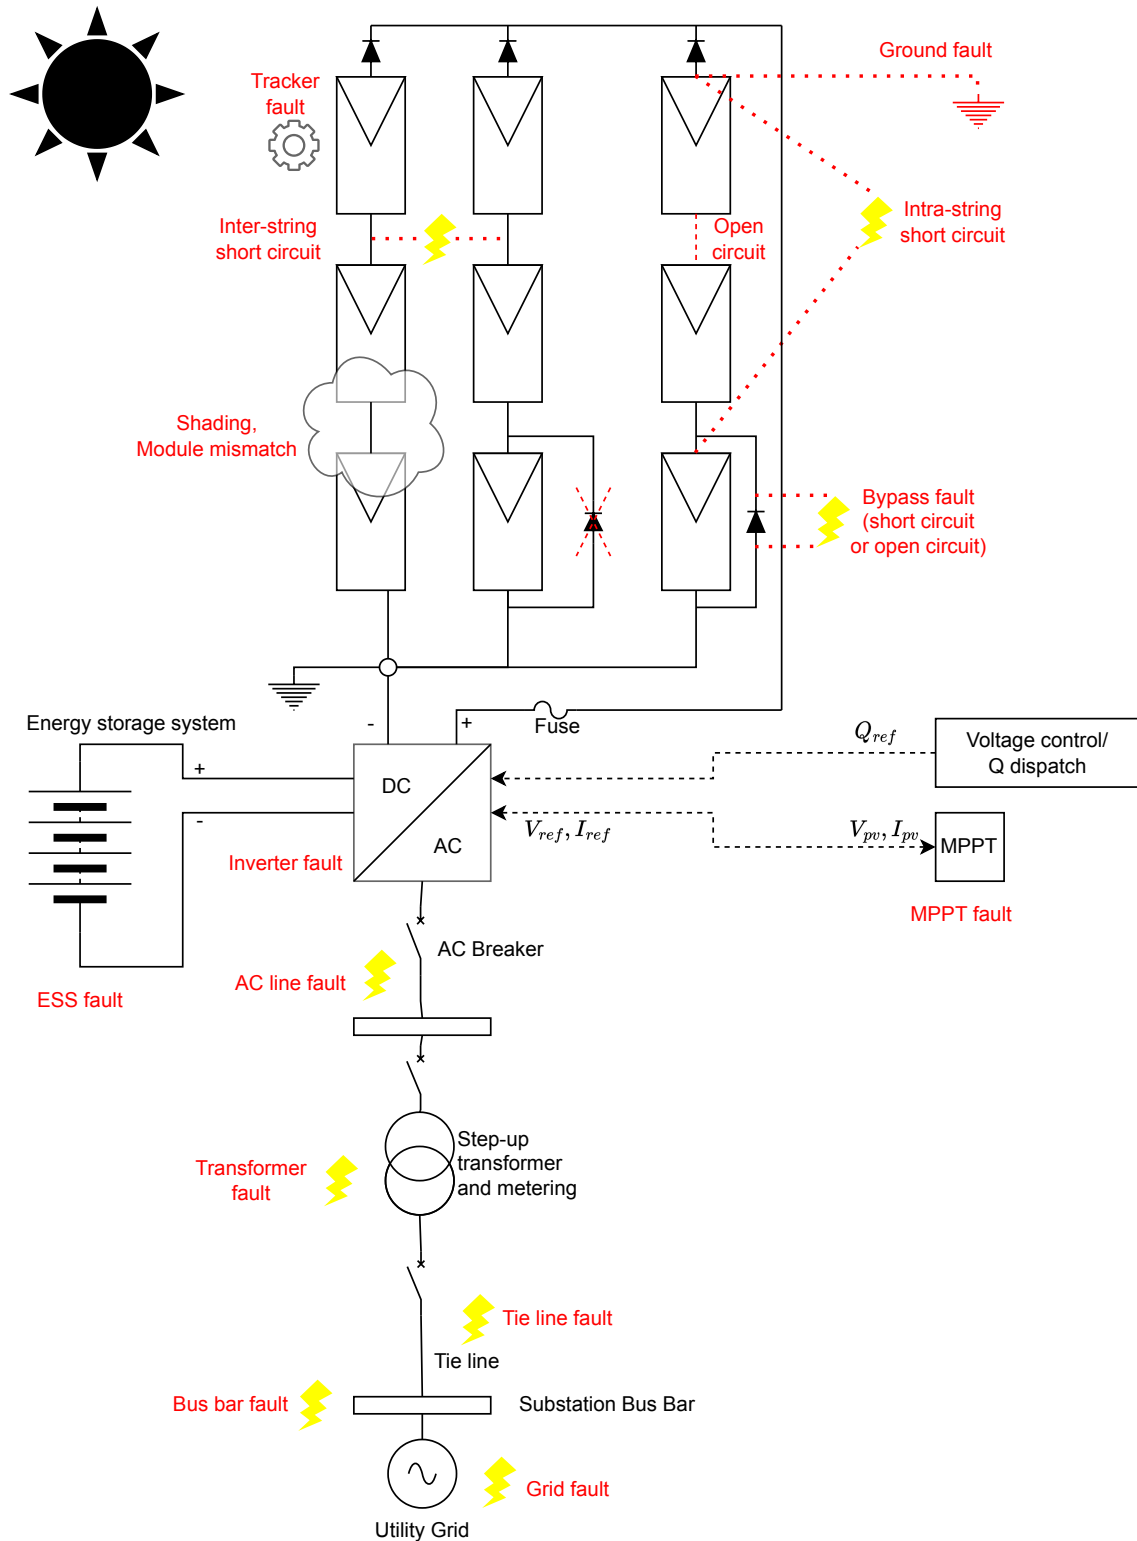 Ground fault
Tracker
fault
Inter-string
short circuit
Open
circuit
Intra-string
short circuit
Shading,
Module mismatch
Bypass fault
(short circuit
or open circuit)
Energy storage system
-
+
Fuse
Q_ref
Voltage control/
Q dispatch
+
DC
-
V_ref, I_ref
V_pv, I_pv
AC
MPPT
Inverter fault
MPPT fault
AC Breaker
AC line fault
ESS fault
Step-up
transformer
and metering
Transformer
fault
Tie line fault
Tie line
Bus bar fault
Substation Bus Bar
Grid fault
Utility Grid